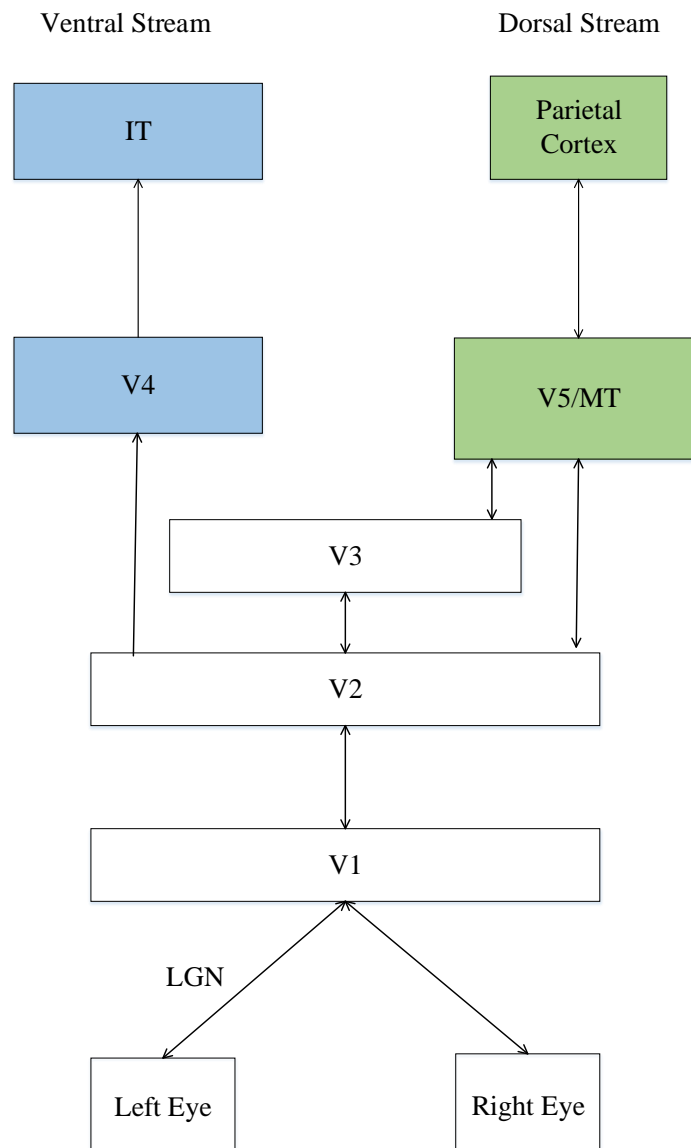 Ventral Stream
Dorsal Stream
IT
Parietal
Cortex
V4
V5/MT
V3
V2
V1
LGN
Left Eye
Right Eye